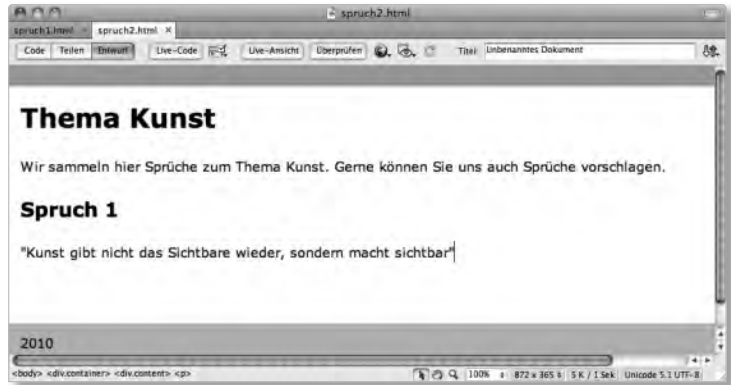 spruch2.html
spruch1.html spruch2.html ×
Code Teilen Entwurf Live-Code Live-Ansicht Überprüfen Titel: Unbenanntes Dokument
Thema Kunst
Wir sammeln hier Sprüche zum Thema Kunst. Gerne können Sie uns auch Sprüche vorschlagen.
Spruch 1
"Kunst gibt nicht das Sichtbare wieder, sondern macht sichtbar"
2010
<body> <div.container> <div.content> <p> 100% 872 x 365 5 K / 1 Sek Unicode 5.1 UTF-8